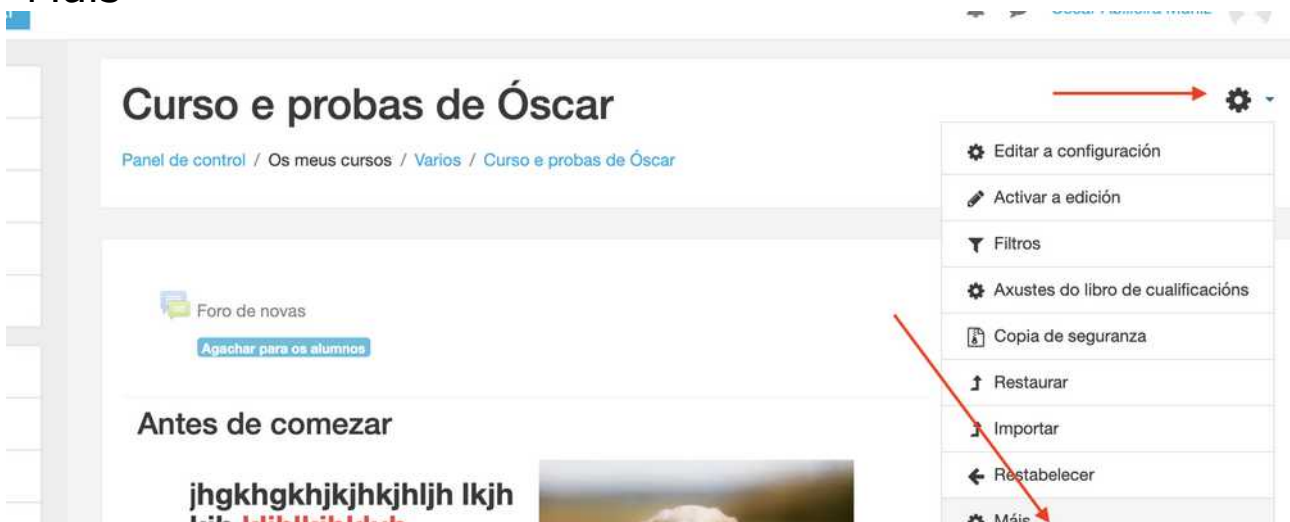 Curso e probas de Óscar
Panel de control / Os meus cursos / Varios / Curso e probas de Óscar
Editar a configuración
Activar a edición
Filtros
Axustes do libro de cualificacións
Copia de seguranza
Restaurar
Importar
Restabelecer
Máis
Foro de novas
Agachar para os alumnos
Antes de comezar
jhgkhgkhjkjhkjhljh lkjh